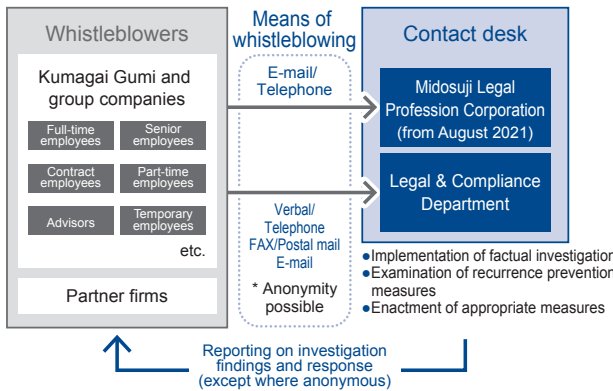 Whistleblowers
Kumagai Gumi and
group companies
Full-time
employees
Senior
employees
Contract
employees
Part-time
employees
Advisors
Temporary
employees
etc.
Partner firms
Means of
whistleblowing
E-mail/
Telephone
Verbal/
Telephone
FAX/Postal mail
E-mail
* Anonymity
possible
Contact desk
Midosuji Legal
Profession Corporation
(from August 2021)
Legal & Compliance
Department
●Implementation of factual investigation
●Examination of recurrence prevention
measures
●Enactment of appropriate measures
Reporting on investigation
findings and response
(except where anonymous)